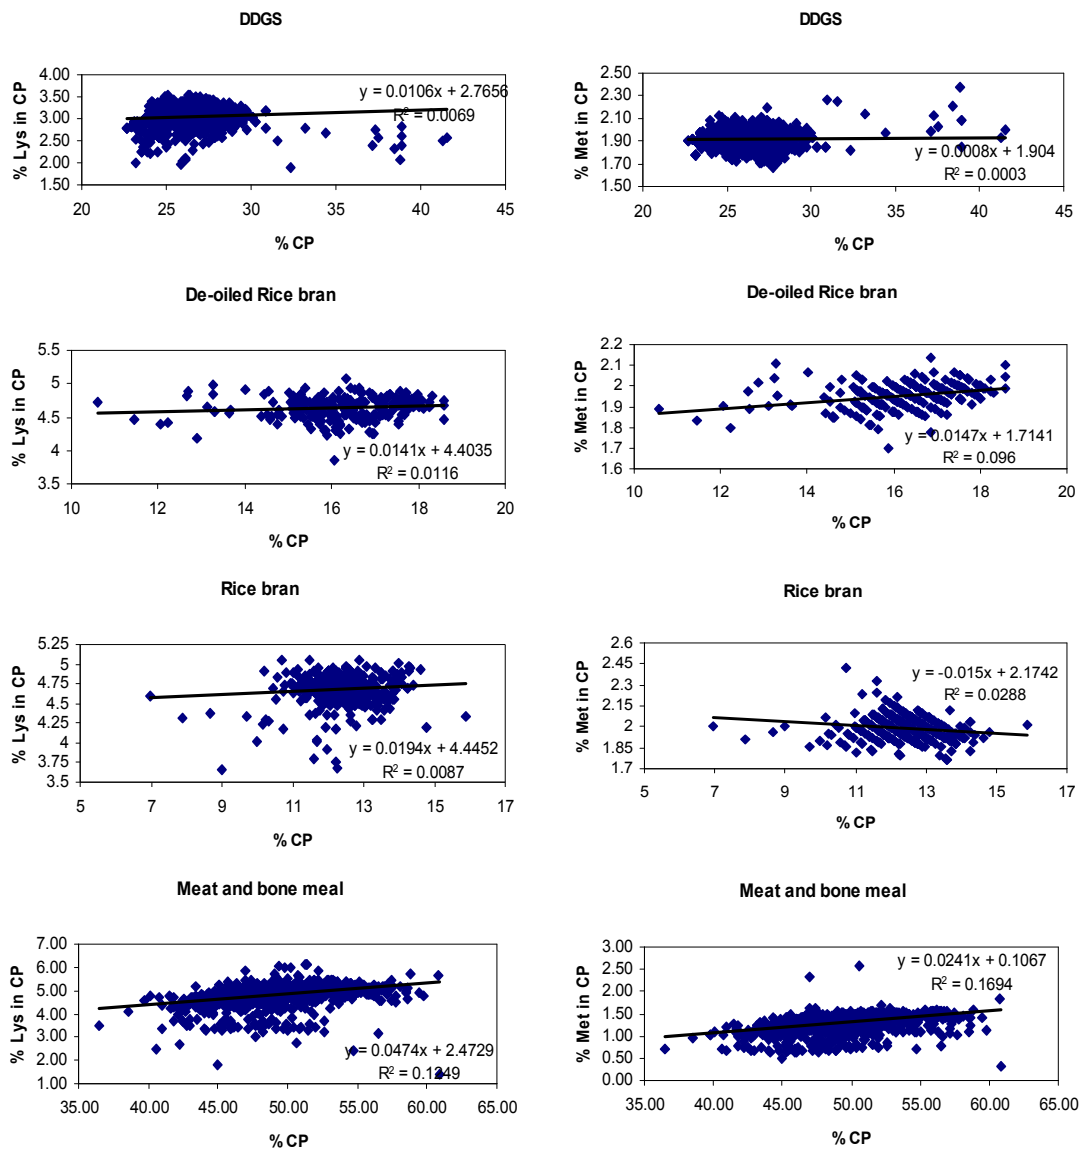 DDGS
% Lys in CP
4.00
3.50
3.00
2.50
2.00
1.50
y = 0.0106x + 2.7656
R² = 0.0069
20 25 30 35 40 45
% CP
DDGS
% Met in CP
2.50
2.30
2.10
1.90
1.70
1.50
y = 0.0008x + 1.904
R² = 0.0003
20 25 30 35 40 45
% CP
De-oiled Rice bran
% Lys in CP
5.5
5
4.5
4
3.5
y = 0.0141x + 4.4035
R² = 0.0116
10 12 14 16 18 20
% CP
De-oiled Rice bran
% Met in CP
2.2
2.1
2
1.9
1.8
1.7
1.6
y = 0.0147x + 1.7141
R² = 0.096
10 12 14 16 18 20
% CP
Rice bran
% Lys in CP
5.25
5
4.75
4.5
4.25
4
3.75
3.5
y = 0.0194x + 4.4452
R² = 0.0087
5 7 9 11 13 15 17
% CP
Rice bran
% Met in CP
2.6
2.45
2.3
2.15
2
1.85
1.7
y = -0.015x + 2.1742
R² = 0.0288
5 7 9 11 13 15 17
% CP
Meat and bone meal
% Lys in CP
7.00
6.00
5.00
4.00
3.00
2.00
1.00
y = 0.0474x + 2.4729
R² = 0.1249
35.00 40.00 45.00 50.00 55.00 60.00 65.00
% CP
Meat and bone meal
% Met in CP
3.00
2.50
2.00
1.50
1.00
0.50
0.00
y = 0.0241x + 0.1067
R² = 0.1694
35.00 40.00 45.00 50.00 55.00 60.00 65.00
% CP